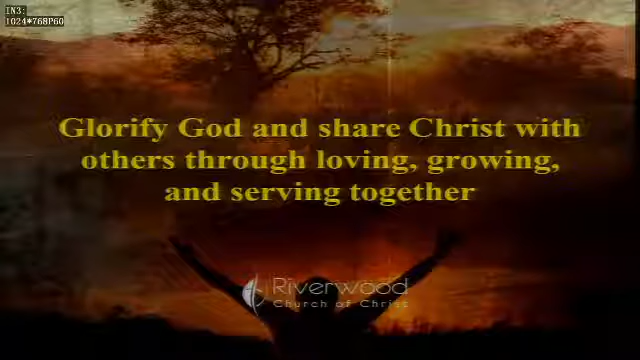 IN3:
1024*768P60
Glorify God and share Christ with
others through loving, growing,
and serving together
Riverwood
Church of Christ